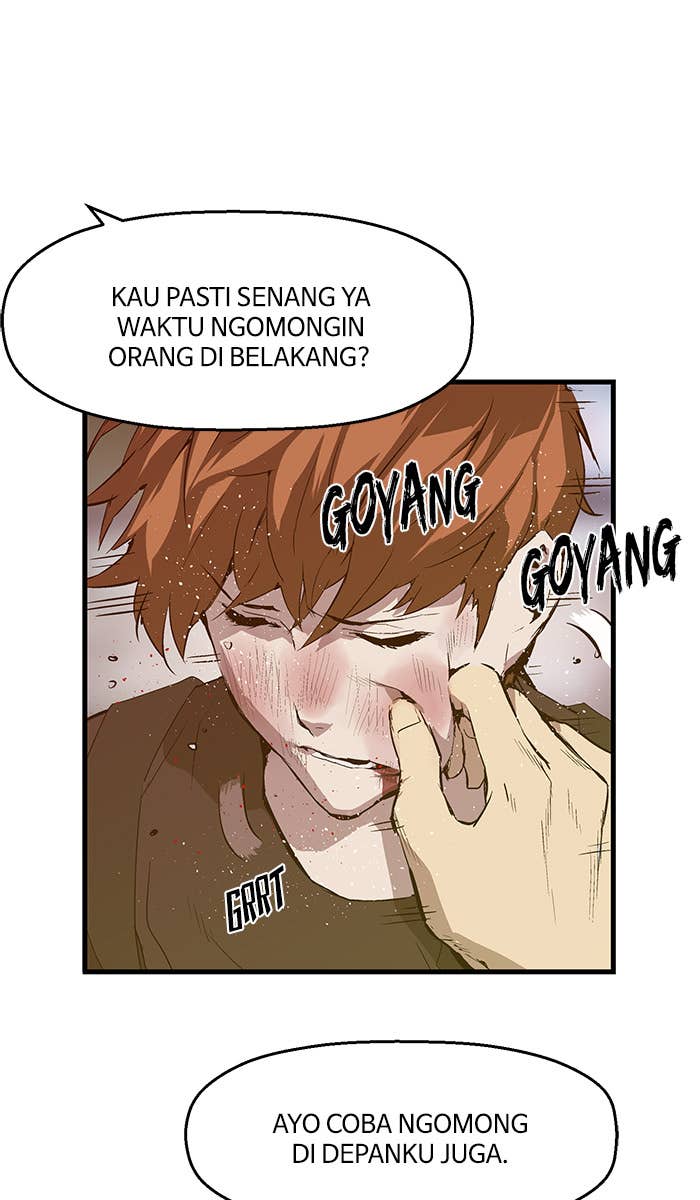 KAU PASTI SENANG YA
WAKTU NGOMONGIN
ORANG DI BELAKANG?
GOYANG
GOYANG
GRRT
AYO COBA NGOMONG
DI DEPANKU JUGA.